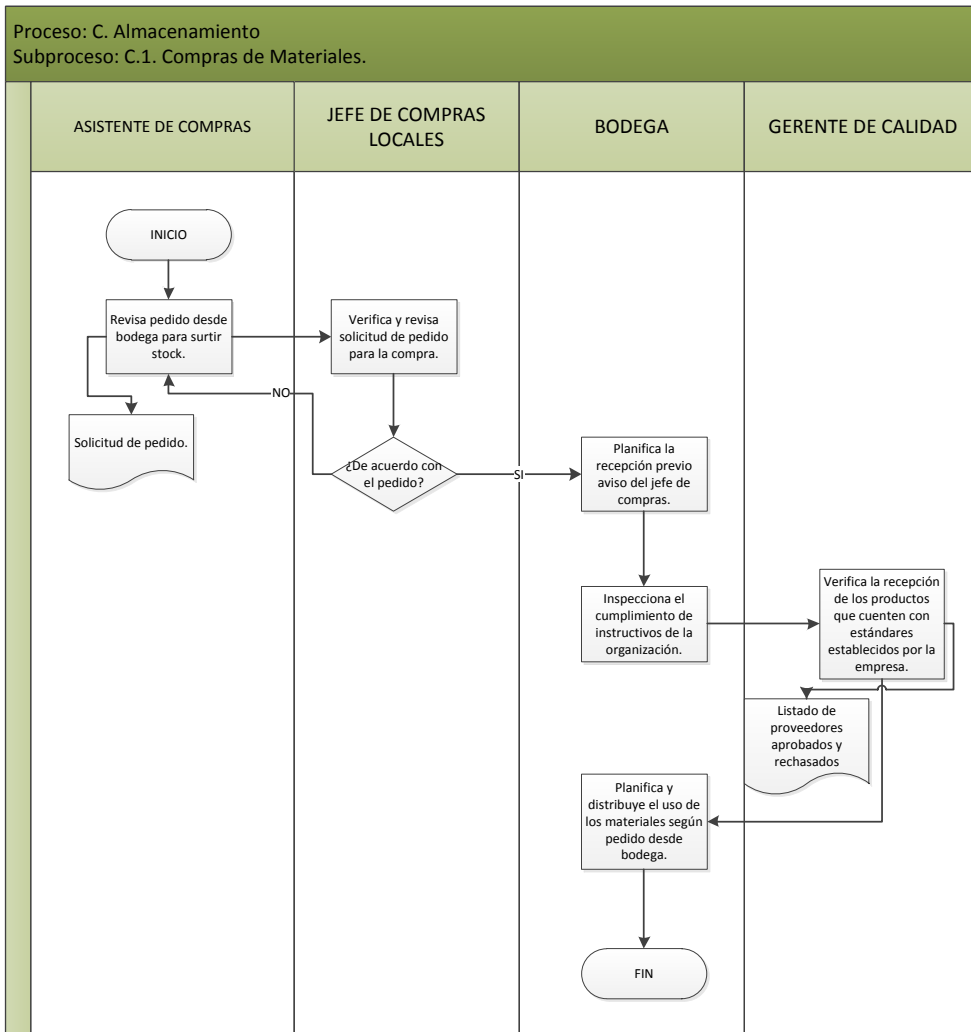 Proceso: C. Almacenamiento
Subproceso: C.1. Compras de Materiales.
ASISTENTE DE COMPRAS
JEFE DE COMPRAS
LOCALES
BODEGA
GERENTE DE CALIDAD
INICIO
Revisa pedido desde
bodega para surtir
stock.
Verifica y revisa
solicitud de pedido
para la compra.
NO
Solicitud de pedido.
¿De acuerdo con
el pedido?
SI
Planifica la
recepción previo
aviso del jefe de
compras.
Inspecciona el
cumplimiento de
instructivos de la
organización.
Verifica la recepción
de los productos
que cuenten con
estándares
establecidos por la
empresa.
Listado de
proveedores
aprobados y
rechasados
Planifica y
distribuye el uso de
los materiales según
pedido desde
bodega.
FIN